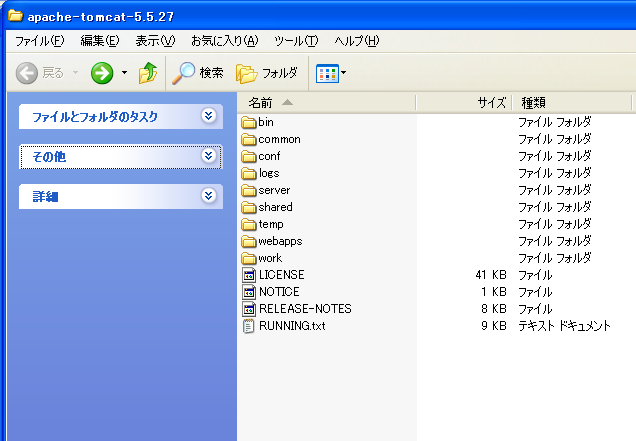 apache-tomcat-5.5.27
ファイル(F) 編集(E) 表示(V) お気に入り(A) ツール(T) ヘルプ(H)
戻る 検索 フォルダ
ファイルとフォルダのタスク
その他
詳細
名前 サイズ 種類
bin ファイル フォルダ
common ファイル フォルダ
conf ファイル フォルダ
logs ファイル フォルダ
server ファイル フォルダ
shared ファイル フォルダ
temp ファイル フォルダ
webapps ファイル フォルダ
work ファイル フォルダ
LICENSE 41 KB ファイル
NOTICE 1 KB ファイル
RELEASE-NOTES 8 KB ファイル
RUNNING.txt 9 KB テキスト ドキュメント